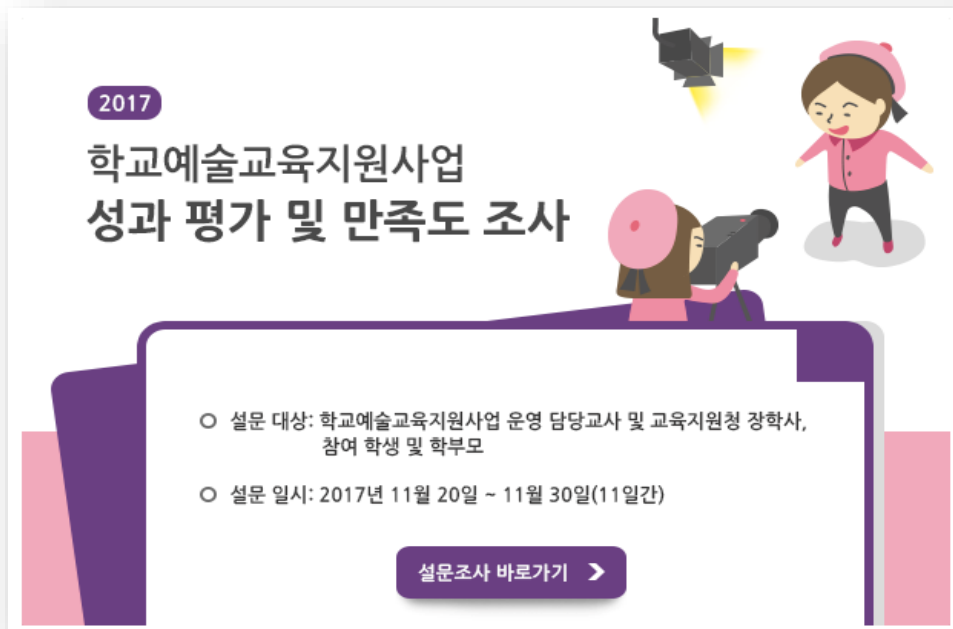 2017
학교예술교육지원사업
성과 평가 및 만족도 조사
설문 대상: 학교예술교육지원사업 운영 담당교사 및 교육지원청 장학사,
참여 학생 및 학부모
설문 일시: 2017년 11월 20일 ~ 11월 30일(11일간)
설문조사 바로가기